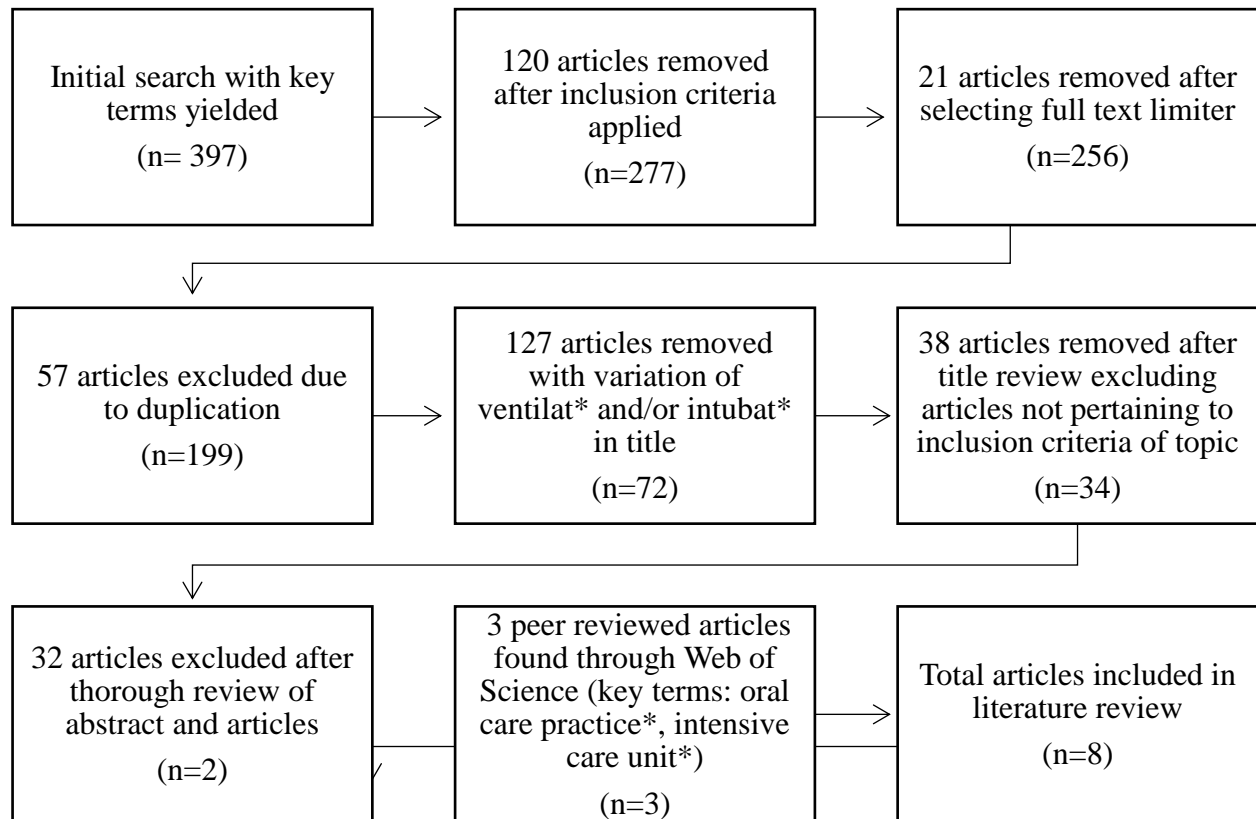 Initial search with key
terms yielded
(n= 397)
120 articles removed
after inclusion criteria
applied
(n=277)
21 articles removed after
selecting full text limiter
(n=256)
57 articles excluded due
to duplication
(n=199)
127 articles removed
with variation of
ventilat* and/or intubat*
in title
(n=72)
38 articles removed after
title review excluding
articles not pertaining to
inclusion criteria of topic
(n=34)
32 articles excluded after
thorough review of
abstract and articles
(n=2)
3 peer reviewed articles
found through Web of
Science (key terms: oral
care practice*, intensive
care unit*)
(n=3)
Total articles included in
literature review
(n=8)